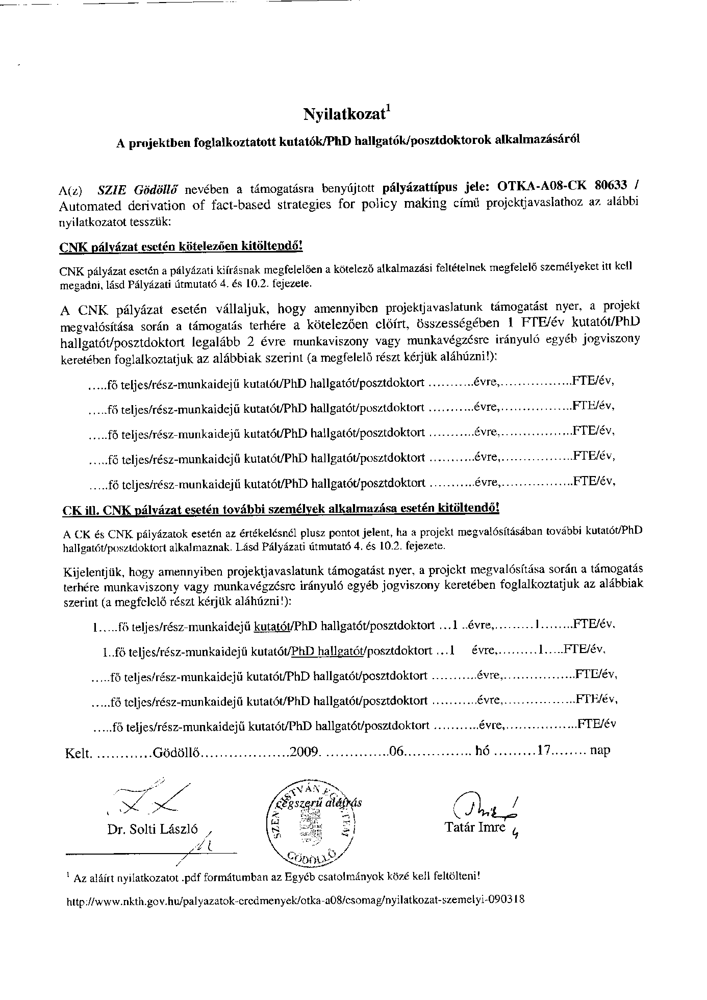 Nyilatkozat¹
A projektben foglalkoztatott kutatók/PhD hallgatók/posztdoktorok alkalmazásáról
A(z) SZIE Gödöllő nevében a támogatásra benyújtott pályázattípus jele: OTKA-A08-CK 80633 /
Automated derivation of fact-based strategies for policy making című projektjavaslathoz az alábbi
nyilatkozatot tesszük:
CNK pályázat esetén kötelezően kitöltendő!
CNK pályázat esetén a pályázati kiírásnak megfelelően a kötelező alkalmazási feltételnek megfelelő személyeket itt kell
megadni, lásd Pályázati útmutató 4. és 10.2. fejezete.
A CNK pályázat esetén vállaljuk, hogy amennyiben projektjavaslatunk támogatást nyer, a projekt
megvalósítása során a támogatás terhére a kötelezően előírt, összességében 1 FTE/év kutatót/PhD
hallgatót/posztdoktort legalább 2 évre munkaviszony vagy munkavégzésre irányuló egyéb jogviszony
keretében foglalkoztatjuk az alábbiak szerint (a megfelelő részt kérjük aláhúzni!):
.....fő teljes/rész-munkaidejű kutatót/PhD hallgatót/posztdoktort ...........évre,.................FTE/év,
.....fő teljes/rész-munkaidejű kutatót/PhD hallgatót/posztdoktort ...........évre,.................FTE/év,
.....fő teljes/rész-munkaidejű kutatót/PhD hallgatót/posztdoktort ...........évre,.................FTE/év,
.....fő teljes/rész-munkaidejű kutatót/PhD hallgatót/posztdoktort ...........évre,.................FTE/év,
.....fő teljes/rész-munkaidejű kutatót/PhD hallgatót/posztdoktort ...........évre,.................FTE/év,
CK ill. CNK pályázat esetén további személyek alkalmazása esetén kitöltendő!
A CK és CNK pályázatok esetén az értékelésnél plusz pontot jelent, ha a projekt megvalósításában további kutatót/PhD
hallgatót/posztdoktort alkalmaznak. Lásd Pályázati útmutató 4. és 10.2. fejezete.
Kijelentjük, hogy amennyiben projektjavaslatunk támogatást nyer, a projekt megvalósítása során a támogatás
terhére munkaviszony vagy munkavégzésre irányuló egyéb jogviszony keretében foglalkoztatjuk az alábbiak
szerint (a megfelelő részt kérjük aláhúzni!):
1.....fő teljes/rész-munkaidejű kutatót/PhD hallgatót/posztdoktort ...1 ..évre,.........1........FTE/év,
1..fő teljes/rész-munkaidejű kutatót/PhD hallgatót/posztdoktort ...1 évre,.........1.....FTE/év,
.....fő teljes/rész-munkaidejű kutatót/PhD hallgatót/posztdoktort ...........évre,.................FTE/év,
.....fő teljes/rész-munkaidejű kutatót/PhD hallgatót/posztdoktort ...........évre,.................FTE/év,
.....fő teljes/rész-munkaidejű kutatót/PhD hallgatót/posztdoktort ...........évre,.................FTE/év
Kelt. ............Gödöllő...................2009. ..............06............... hó .........17........ nap
SZENT ISTVÁN EGYETEM
cégszerű aláírás
GÖDÖLLŐ
Dr. Solti László
Tatár Imre
¹ Az aláírt nyilatkozatot .pdf formátumban az Egyéb csatolmányok közé kell feltölteni!
http://www.nkth.gov.hu/palyazatok-eredmenyek/otka-a08/csomag/nyilatkozat-szemelyi-090318